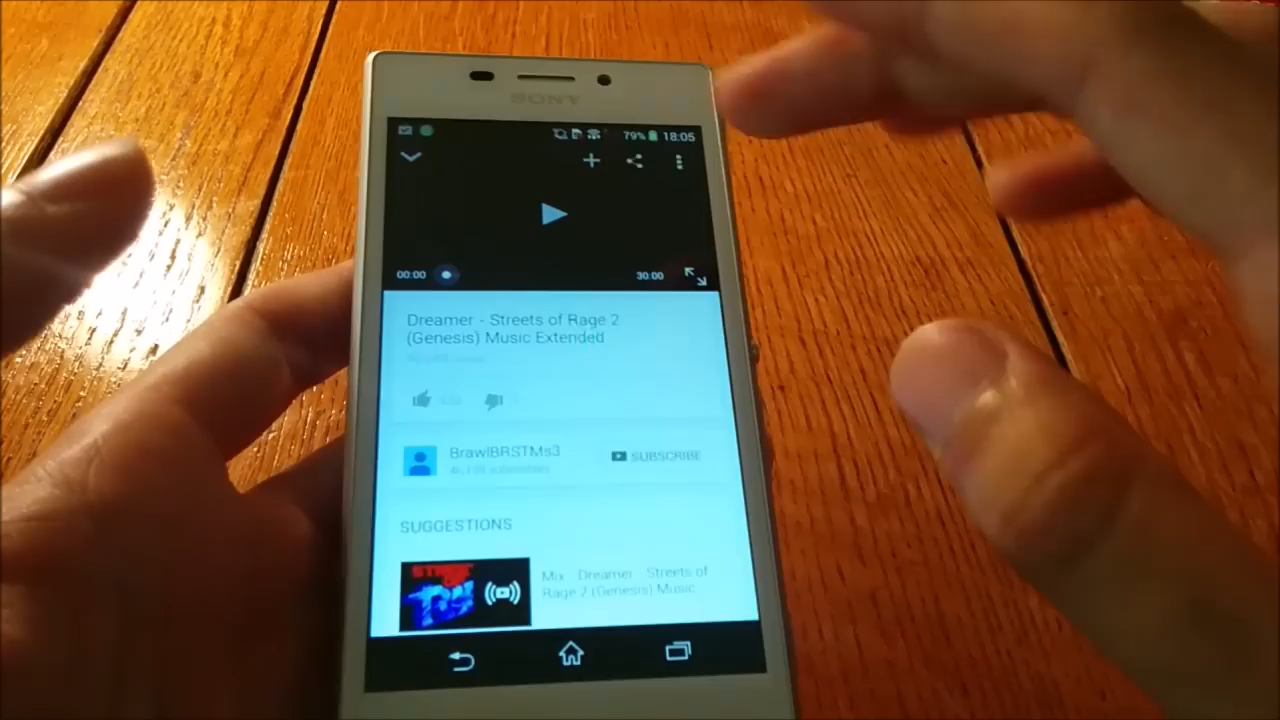 SONY
79% 18:05
00:00 30:00
Dreamer - Streets of Rage 2
(Genesis) Music Extended
BrawlBRSTMs3
SUBSCRIBE
SUGGESTIONS
Mix Dreamer Streets of
Rage 2 (Genesis) Music